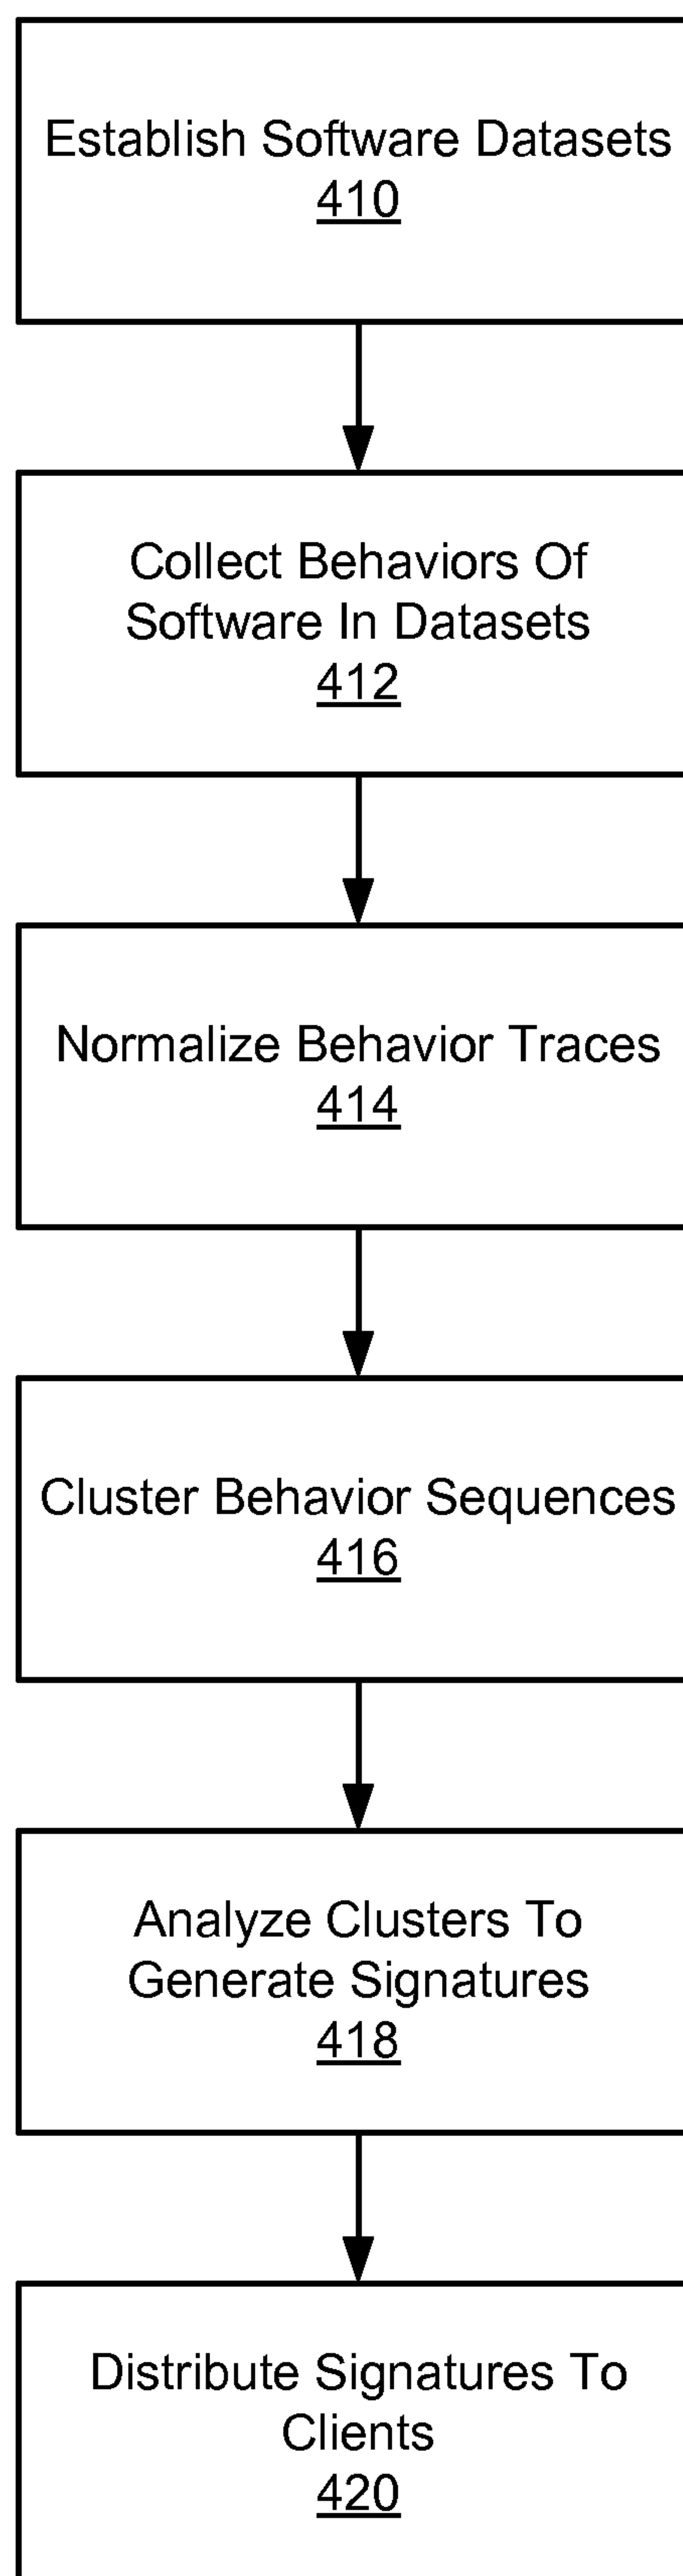 Establish Software Datasets
410
Collect Behaviors Of
Software In Datasets
412
Normalize Behavior Traces
414
Cluster Behavior Sequences
416
Analyze Clusters To
Generate Signatures
418
Distribute Signatures To
Clients
420